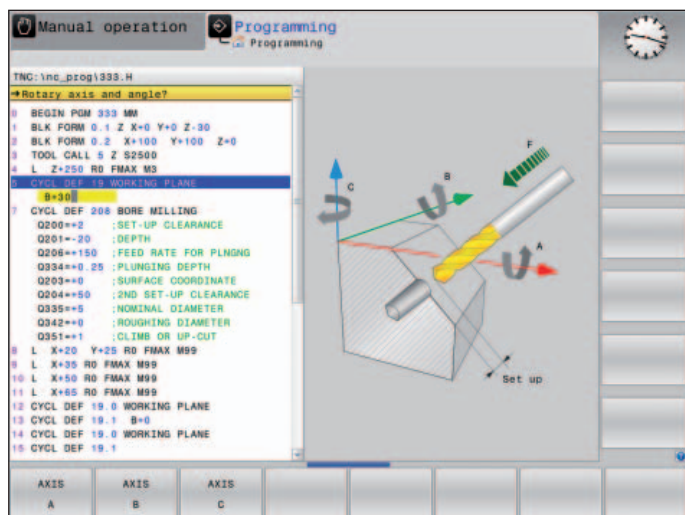 Manual operation
Programming
Programming
TNC:\nc_prog\333.H
→Rotary axis and angle?
0 BEGIN PGM 333 MM
1 BLK FORM 0.1 Z X+0 Y+0 Z-30
2 BLK FORM 0.2 X+100 Y+100 Z+0
3 TOOL CALL 5 Z S2500
4 L Z+250 R0 FMAX M3
5 CYCL DEF 19 WORKING PLANE
B+30
7 CYCL DEF 208 BORE MILLING
Q200=+2 ;SET-UP CLEARANCE
Q201=-20 ;DEPTH
Q206=+150 ;FEED RATE FOR PLNGNG
Q334=+0.25 ;PLUNGING DEPTH
Q203=+0 ;SURFACE COORDINATE
Q204=+50 ;2ND SET-UP CLEARANCE
Q335=+5 ;NOMINAL DIAMETER
Q342=+0 ;ROUGHING DIAMETER
Q351=+1 ;CLIMB OR UP-CUT
8 L X+20 Y+25 R0 FMAX M99
9 L X+35 R0 FMAX M99
10 L X+50 R0 FMAX M99
11 L X+65 R0 FMAX M99
12 CYCL DEF 19.0 WORKING PLANE
13 CYCL DEF 19.1 B+0
14 CYCL DEF 19.0 WORKING PLANE
15 CYCL DEF 19.1
F
B
C
A
Set up
AXIS
A
AXIS
B
AXIS
C